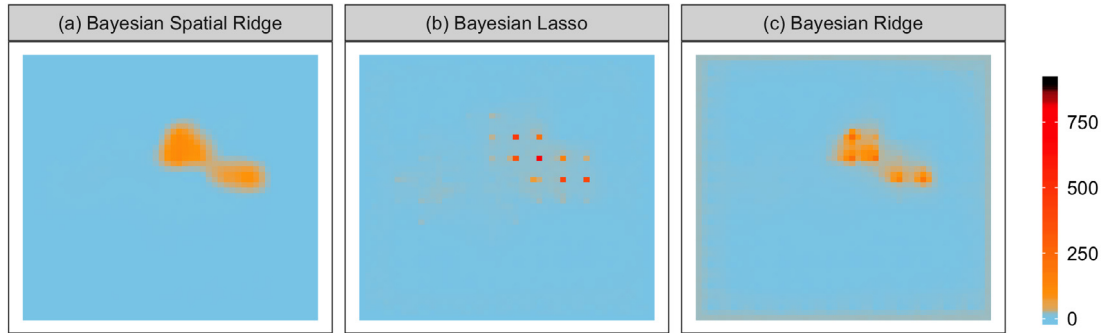 (a) Bayesian Spatial Ridge
(b) Bayesian Lasso
(c) Bayesian Ridge
750
500
250
0